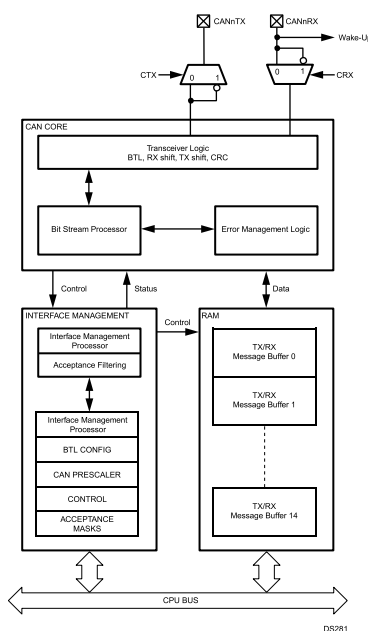 CANnTX
CANnRX
Wake-Up
CTX
0
1
0
1
CRX
CAN CORE
Transceiver Logic
BTL, RX shift, TX shift, CRC
Bit Stream Processor
Error Management Logic
Control
Status
Data
INTERFACE MANAGEMENT
Control
RAM
Interface Management
Processor
Acceptance Filtering
TX/RX
Message Buffer 0
TX/RX
Message Buffer 1
Interface Management
Processor
BTL CONFIG
CAN PRESCALER
CONTROL
ACCEPTANCE
MASKS
TX/RX
Message Buffer 14
CPU BUS
DS281